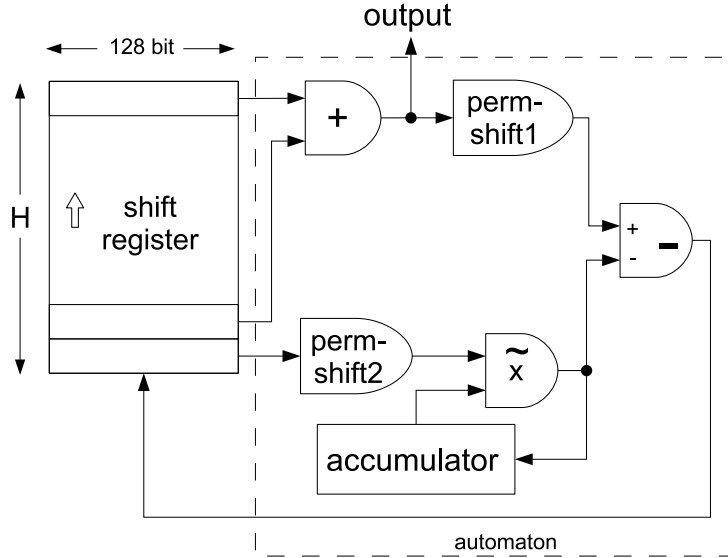 output
128 bit
+
perm-
shift1
H
shift
register
+
-
-
perm-
shift2
~
x
accumulator
automaton